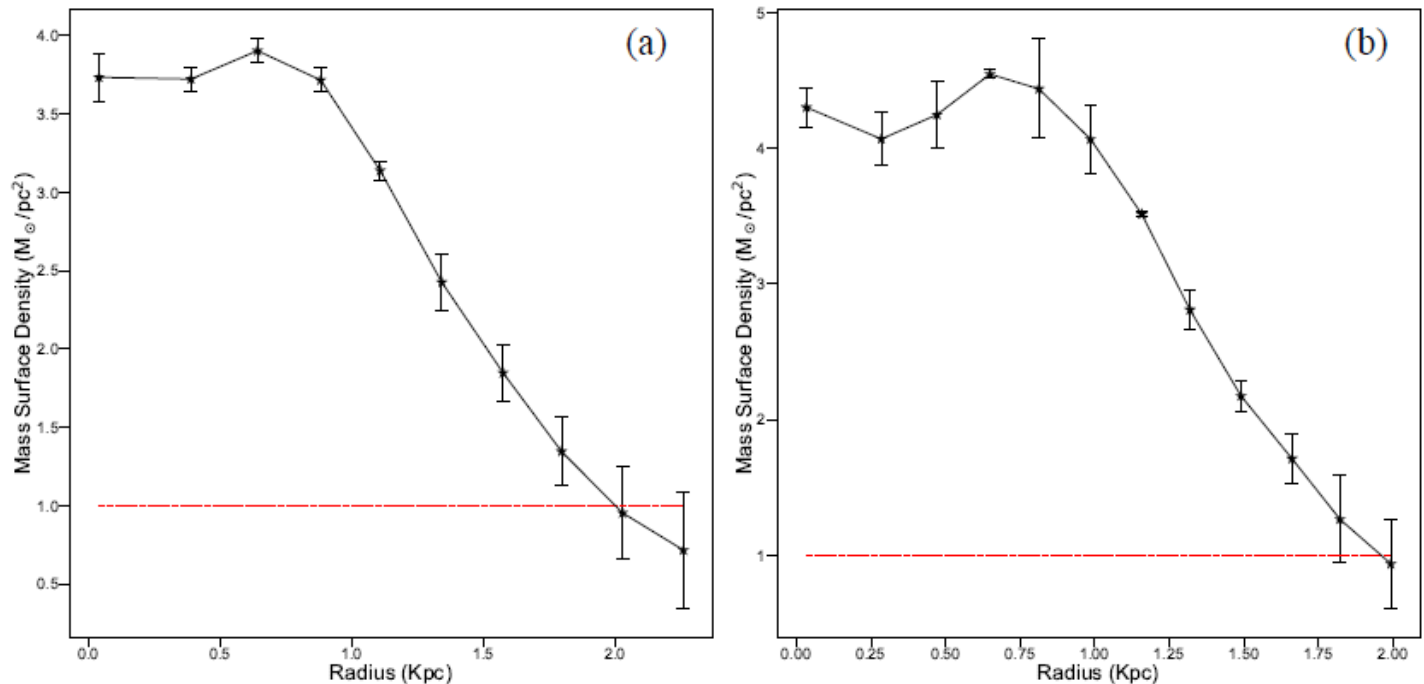 (a)
4.0
3.5
3.0
2.5
2.0
1.5
1.0
0.5
Mass Surface Density (M⊙/pc²)
0.0 0.5 1.0 1.5 2.0
Radius (Kpc)
(b)
5
4
3
2
1
Mass Surface Density (M⊙/pc²)
0.00 0.25 0.50 0.75 1.00 1.25 1.50 1.75 2.00
Radius (Kpc)